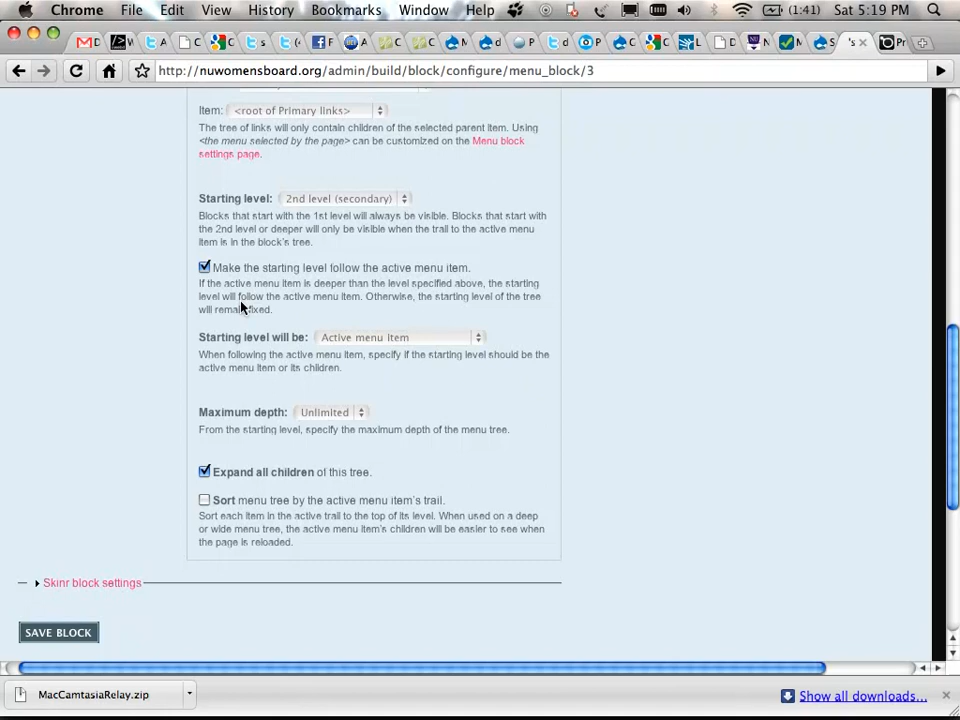 Chrome File Edit View History Bookmarks Window Help (1:41) Sat 5:19 PM
http://nuwomensboard.org/admin/build/block/configure/menu_block/3
Item: <root of Primary links>
The tree of links will only contain children of the selected parent item. Using
<the menu selected by the page> can be customized on the Menu block
settings page.
Starting level: 2nd level (secondary)
Blocks that start with the 1st level will always be visible. Blocks that start with
the 2nd level or deeper will only be visible when the trail to the active menu
item is in the block's tree.
Make the starting level follow the active menu item.
If the active menu item is deeper than the level specified above, the starting
level will follow the active menu item. Otherwise, the starting level of the tree
will remain fixed.
Starting level will be: Active menu item
When following the active menu item, specify if the starting level should be the
active menu item or its children.
Maximum depth: Unlimited
From the starting level, specify the maximum depth of the menu tree.
Expand all children of this tree.
Sort menu tree by the active menu item's trail.
Sort each item in the active trail to the top of its level. When used on a deep
or wide menu tree, the active menu item's children will be easier to see when
the page is reloaded.
Skinr block settings
SAVE BLOCK
MacCamtasiaRelay.zip
Show all downloads...